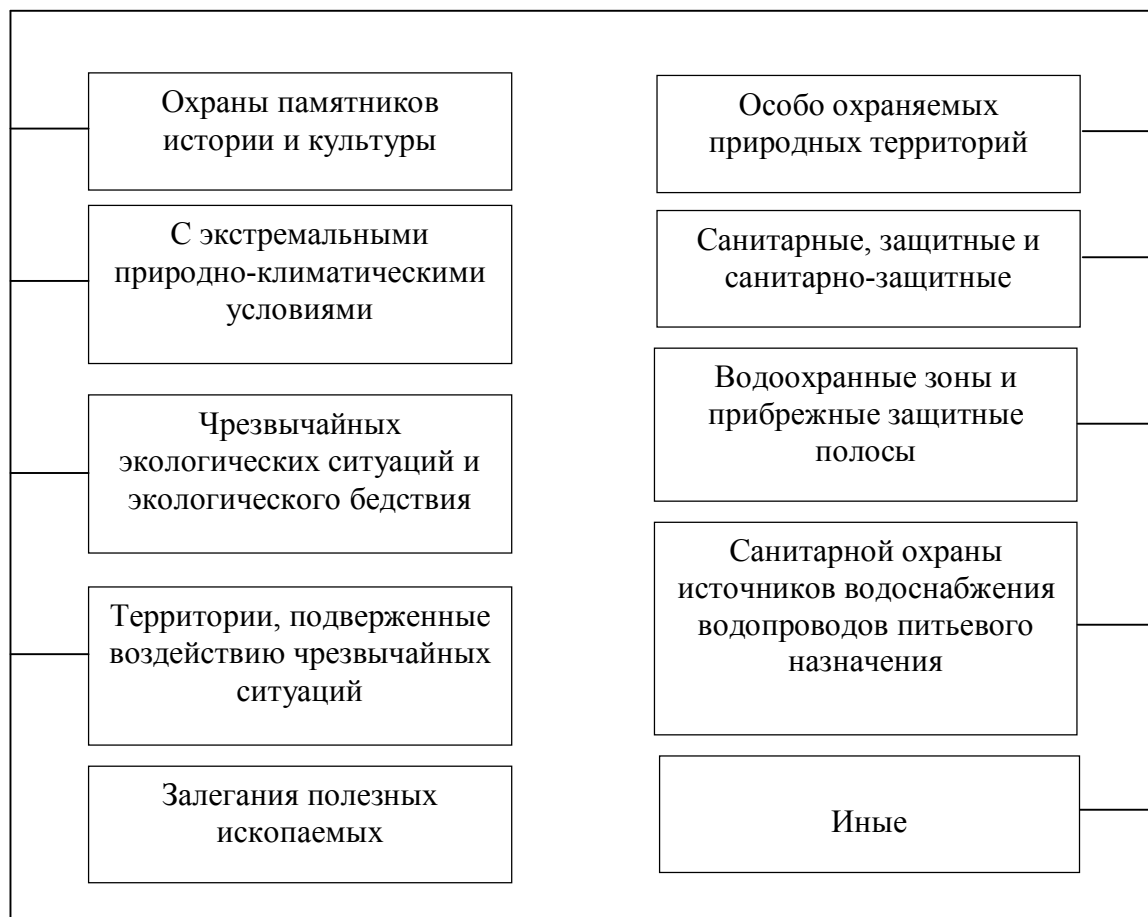 Охраны памятников
истории и культуры
С экстремальными
природно-климатическими
условиями
Чрезвычайных
экологических ситуаций и
экологического бедствия
Территории, подверженные
воздействию чрезвычайных
ситуаций
Залегания полезных
ископаемых
Особо охраняемых
природных территорий
Санитарные, защитные и
санитарно-защитные
Водоохранные зоны и
прибрежные защитные
полосы
Санитарной охраны
источников водоснабжения
водопроводов питьевого
назначения
Иные